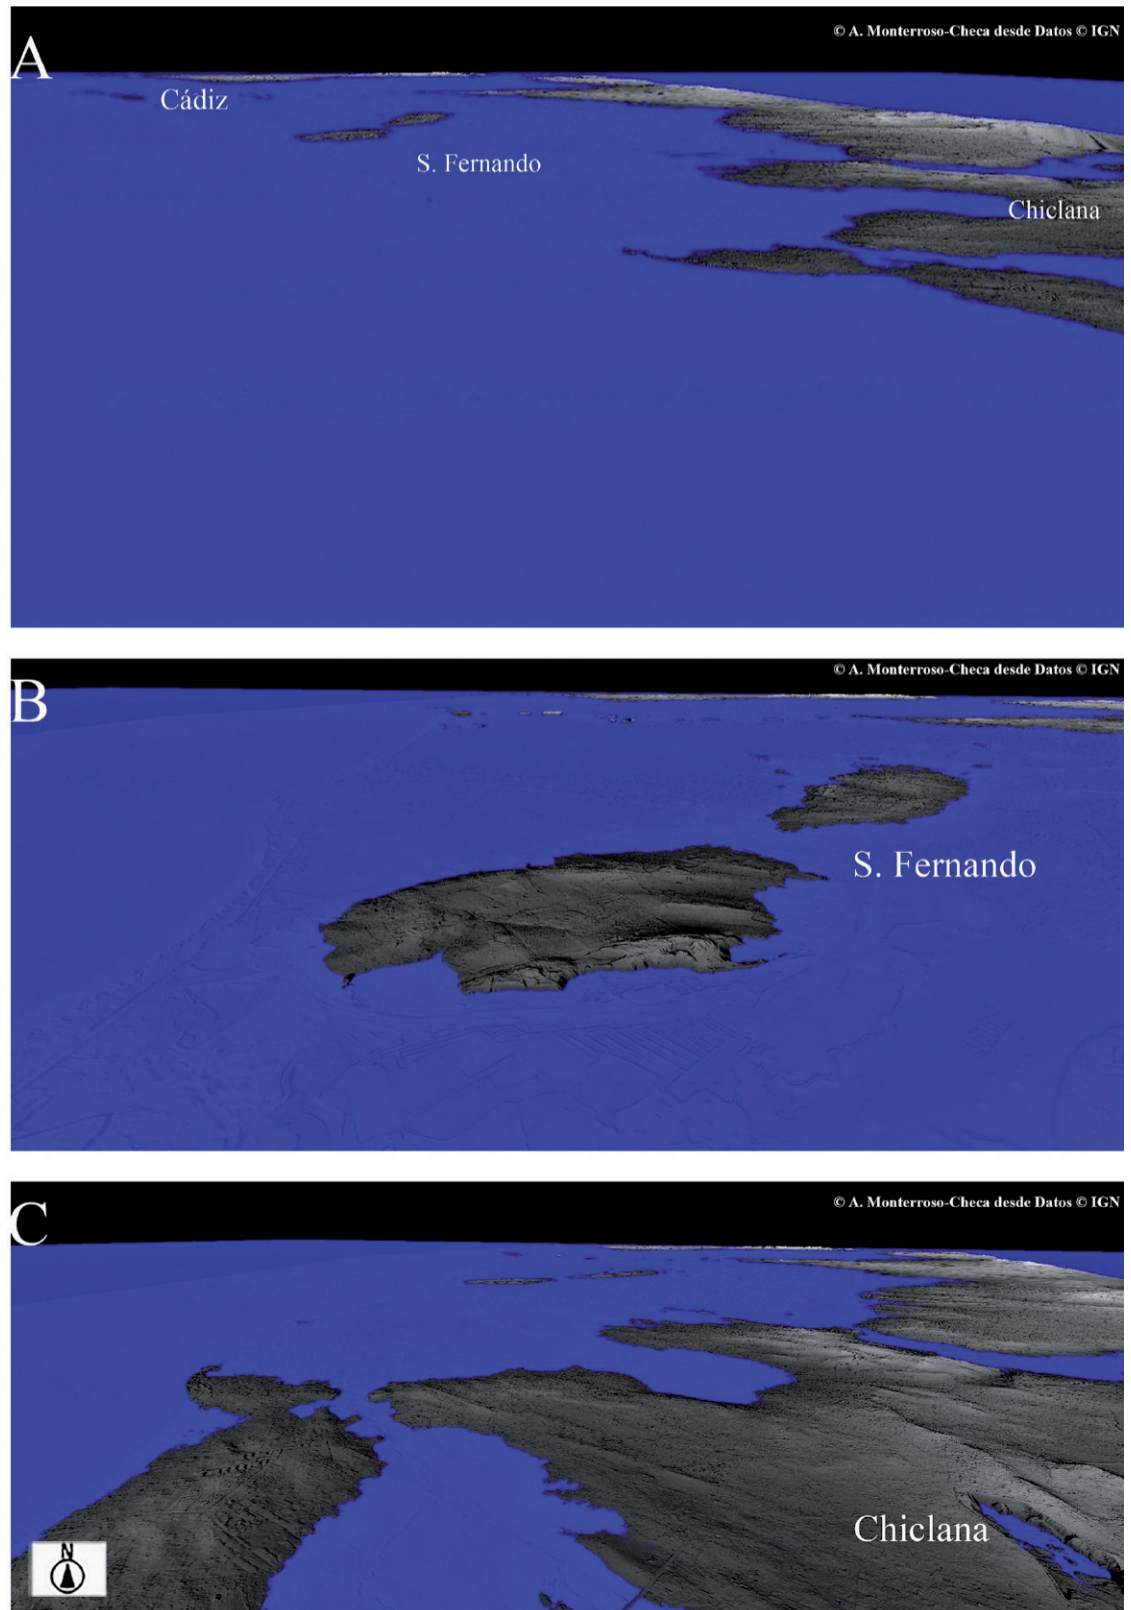 A
© A. Monterroso-Checa desde Datos © IGN
Cádiz
S. Fernando
Chiclana
B
© A. Monterroso-Checa desde Datos © IGN
S. Fernando
C
© A. Monterroso-Checa desde Datos © IGN
Chiclana
N